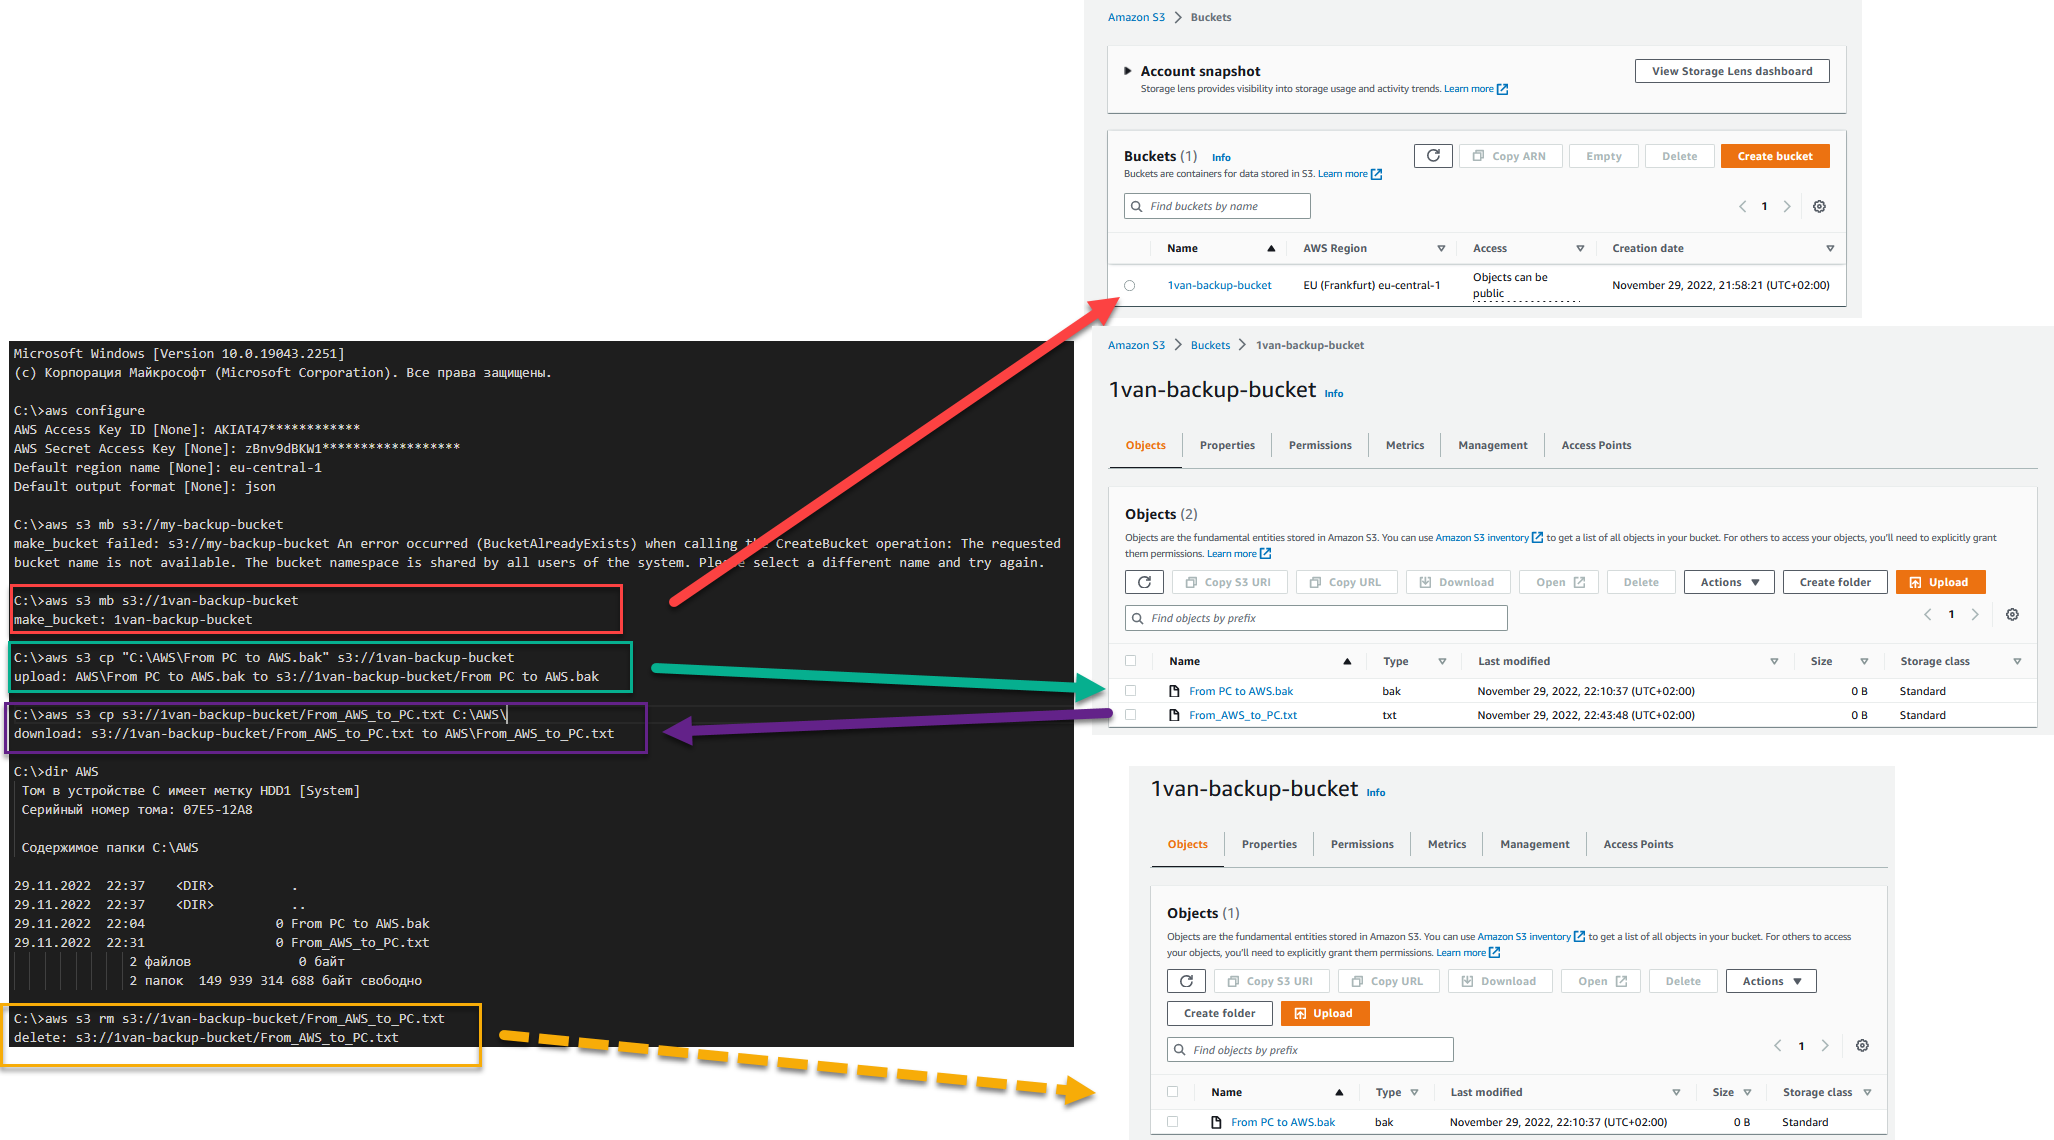 Amazon S3 > Buckets
Account snapshot
View Storage Lens dashboard
Storage lens provides visibility into storage usage and activity trends. Learn more
Buckets (1) Info
Copy ARN Empty Delete Create bucket
Buckets are containers for data stored in S3. Learn more
Find buckets by name
1
Name AWS Region Access Creation date
1van-backup-bucket EU (Frankfurt) eu-central-1 Objects can be public November 29, 2022, 21:58:21 (UTC+02:00)
Microsoft Windows [Version 10.0.19043.2251]
(c) Корпорация Майкрософт (Microsoft Corporation). Все права защищены.
C:\>aws configure
AWS Access Key ID [None]: AKIAT47************
AWS Secret Access Key [None]: zBnv9dBKW1******************
Default region name [None]: eu-central-1
Default output format [None]: json
C:\>aws s3 mb s3://my-backup-bucket
make_bucket failed: s3://my-backup-bucket An error occurred (BucketAlreadyExists) when calling the CreateBucket operation: The requested
bucket name is not available. The bucket namespace is shared by all users of the system. Please select a different name and try again.
C:\>aws s3 mb s3://1van-backup-bucket
make_bucket: 1van-backup-bucket
C:\>aws s3 cp "C:\AWS\From PC to AWS.bak" s3://1van-backup-bucket
upload: AWS\From PC to AWS.bak to s3://1van-backup-bucket/From PC to AWS.bak
C:\>aws s3 cp s3://1van-backup-bucket/From_AWS_to_PC.txt C:\AWS\
download: s3://1van-backup-bucket/From_AWS_to_PC.txt to AWS\From_AWS_to_PC.txt
C:\>dir AWS
Том в устройстве C имеет метку HDD1 [System]
Серийный номер тома: 07E5-12A8
Содержимое папки C:\AWS
29.11.2022 22:37 <DIR> .
29.11.2022 22:37 <DIR> ..
29.11.2022 22:04 0 From PC to AWS.bak
29.11.2022 22:31 0 From_AWS_to_PC.txt
2 файлов 0 байт
2 папок 149 939 314 688 байт свободно
C:\>aws s3 rm s3://1van-backup-bucket/From_AWS_to_PC.txt
delete: s3://1van-backup-bucket/From_AWS_to_PC.txt
Amazon S3 > Buckets > 1van-backup-bucket
1van-backup-bucket Info
Objects Properties Permissions Metrics Management Access Points
Objects (2)
Objects are the fundamental entities stored in Amazon S3. You can use Amazon S3 inventory to get a list of all objects in your bucket. For others to access your objects, you'll need to explicitly grant
them permissions. Learn more
Copy S3 URI Copy URL Download Open Delete Actions Create folder Upload
Find objects by prefix
1
Name Type Last modified Size Storage class
From PC to AWS.bak bak November 29, 2022, 22:10:37 (UTC+02:00) 0 B Standard
From_AWS_to_PC.txt txt November 29, 2022, 22:43:48 (UTC+02:00) 0 B Standard
1van-backup-bucket Info
Objects Properties Permissions Metrics Management Access Points
Objects (1)
Objects are the fundamental entities stored in Amazon S3. You can use Amazon S3 inventory to get a list of all objects in your bucket. For others to access
your objects, you'll need to explicitly grant them permissions. Learn more
Copy S3 URI Copy URL Download Open Delete Actions
Create folder Upload
Find objects by prefix
1
Name Type Last modified Size Storage class
From PC to AWS.bak bak November 29, 2022, 22:10:37 (UTC+02:00) 0 B Standard